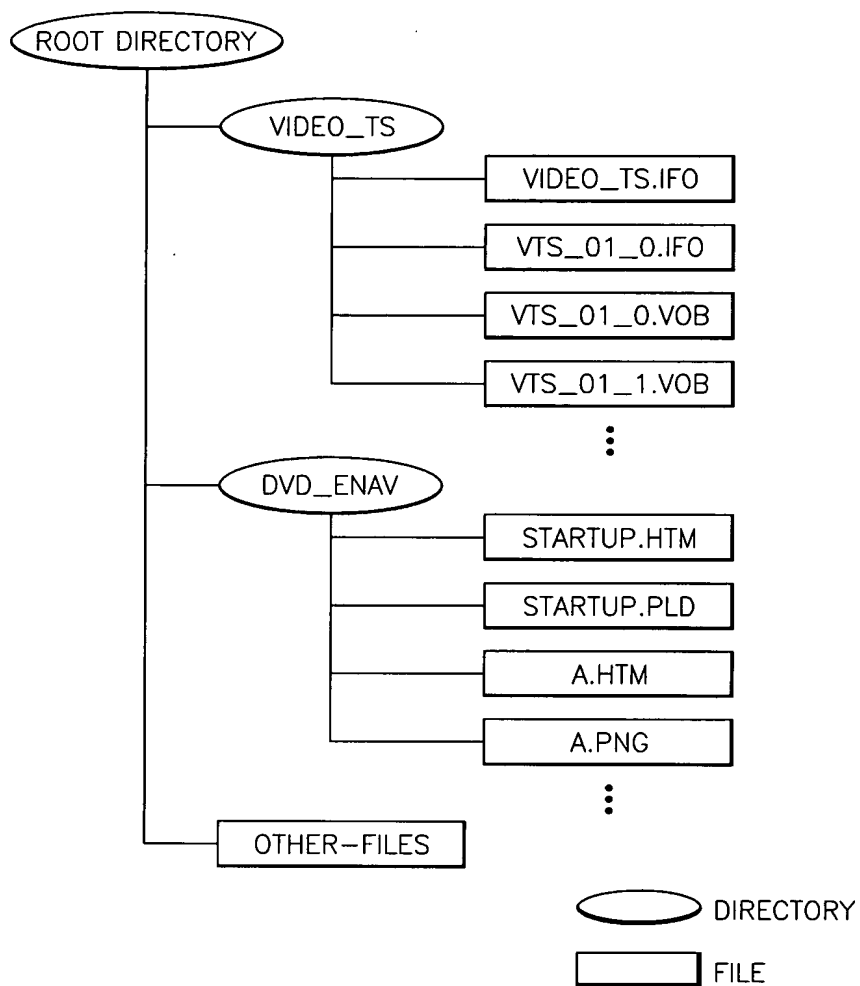 ROOT DIRECTORY
VIDEO_TS
VIDEO_TS.IFO
VTS_01_0.IFO
VTS_01_0.VOB
VTS_01_1.VOB
DVD_ENAV
STARTUP.HTM
STARTUP.PLD
A.HTM
A.PNG
OTHER-FILES
DIRECTORY
FILE